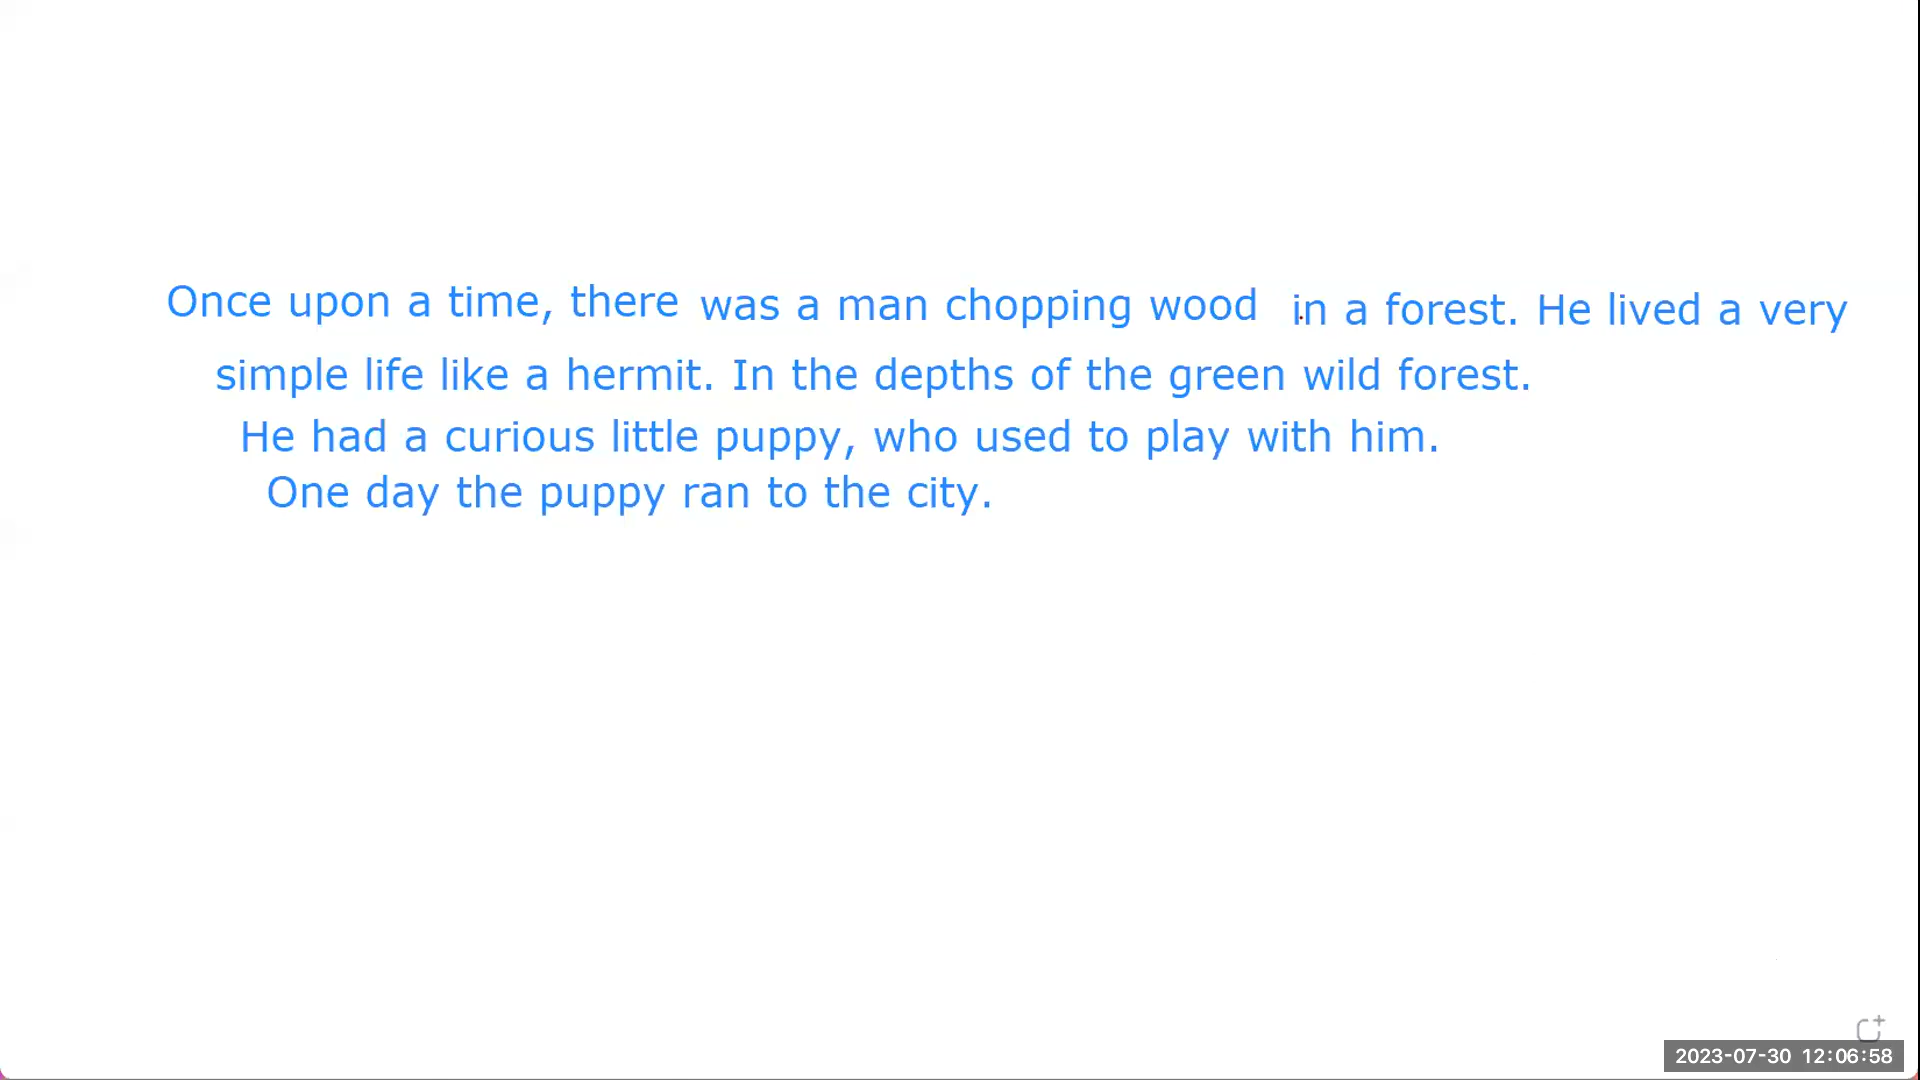 Once upon a time, there was a man chopping wood in a forest. He lived a very
simple life like a hermit. In the depths of the green wild forest.
He had a curious little puppy, who used to play with him.
One day the puppy ran to the city.
2023-07-30 12:06:58